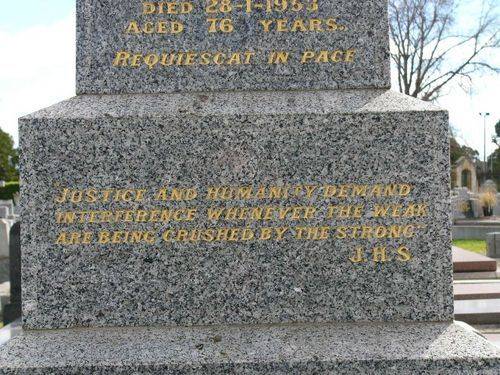 DIED 28-1-1953
AGED 76 YEARS.
REQUIESCAT IN PACE
"JUSTICE AND HUMANITY DEMAND
INTERFERENCE WHENEVER THE WEAK
ARE BEING CRUSHED BY THE STRONG"
J.H.S